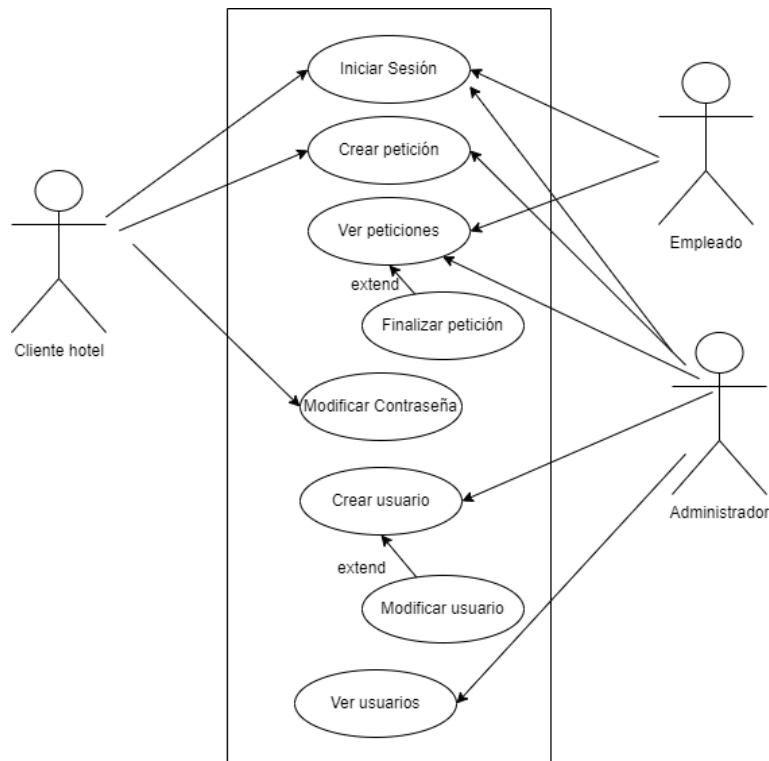 Iniciar Sesión
Crear petición
Ver peticiones
Empleado
extend
Finalizar petición
Cliente hotel
Modificar Contraseña
Crear usuario
Administrador
extend
Modificar usuario
Ver usuarios